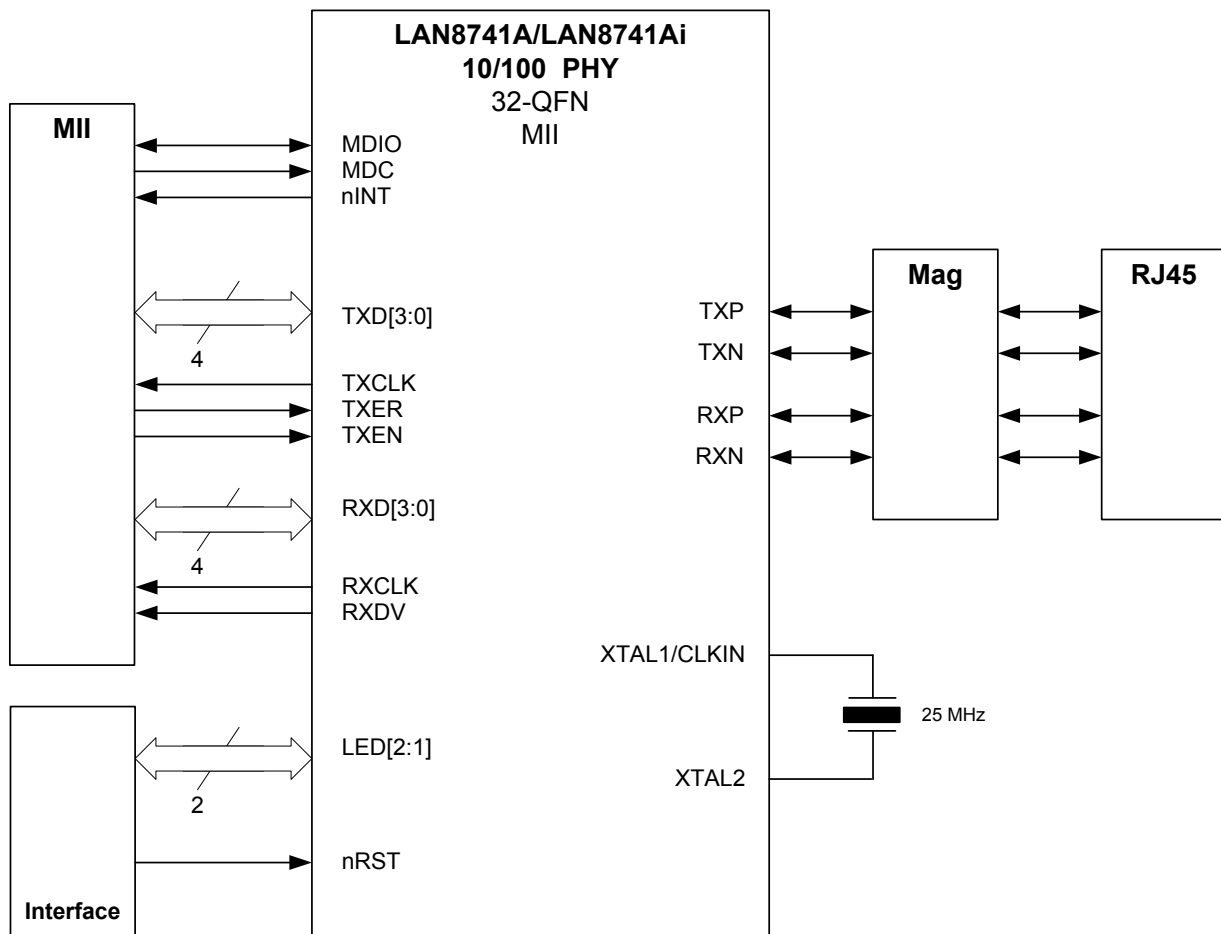 LAN8741A/LAN8741Ai
10/100 PHY
32-QFN
MII
MII
MDIO
MDC
nINT
TXD[3:0]
4
TXCLK
TXER
TXEN
RXD[3:0]
4
RXCLK
RXDV
LED[2:1]
2
nRST
Interface
TXP
TXN
RXP
RXN
Mag
RJ45
XTAL1/CLKIN
25 MHz
XTAL2